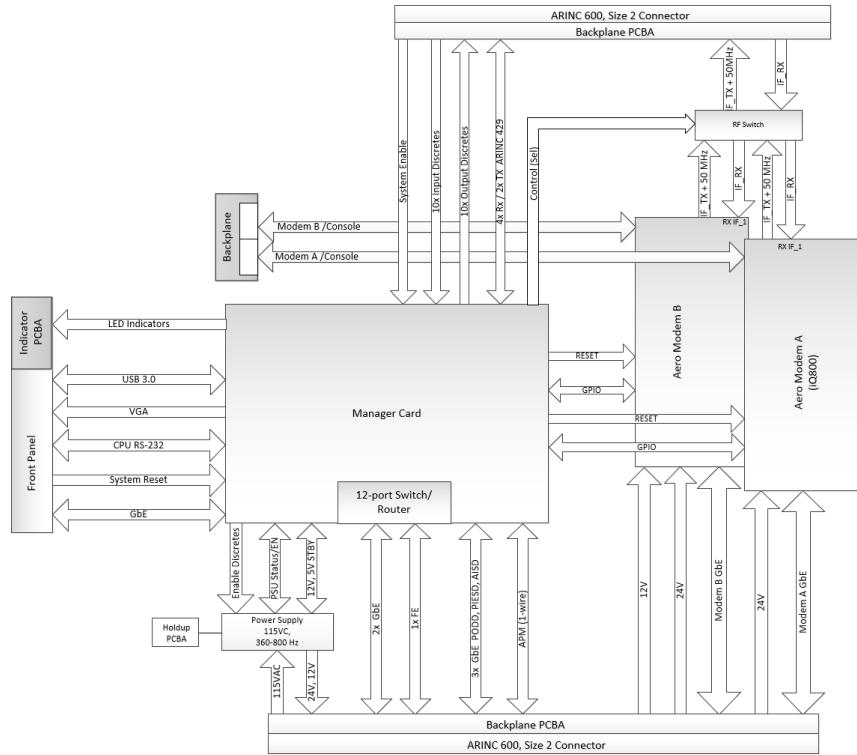 ARINC 600, Size 2 Connector
Backplane PCBA
System Enable
10x Input Discretes
10x Output Discretes
4x Rx / 2x TX ARINC 429
Control (Sel)
IF_TX + 50MHz
IF_RX
RF Switch
IF_TX + 50 MHz
IF_RX
IF_TX + 50 MHz
IF_RX
Backplane
Modem B /Console
Modem A /Console
RX IF_1
RX IF_1
Aero Modem B
Aero Modem A
(iQ800)
Indicator
PCBA
Front Panel
LED Indicators
USB 3.0
VGA
CPU RS-232
System Reset
GbE
Manager Card
12-port Switch/
Router
RESET
GPIO
RESET
GPIO
Enable Discretes
PSU Status/EN
12V, 5V STBY
Holdup
PCBA
Power Supply
115VC,
360-800 Hz
115VAC
24V, 12V
2x GbE
1x FE
3x GbE PODD, PIESD, AISD
APM (1-wire)
12V
24V
Modem B GbE
24V
Modem A GbE
Backplane PCBA
ARINC 600, Size 2 Connector